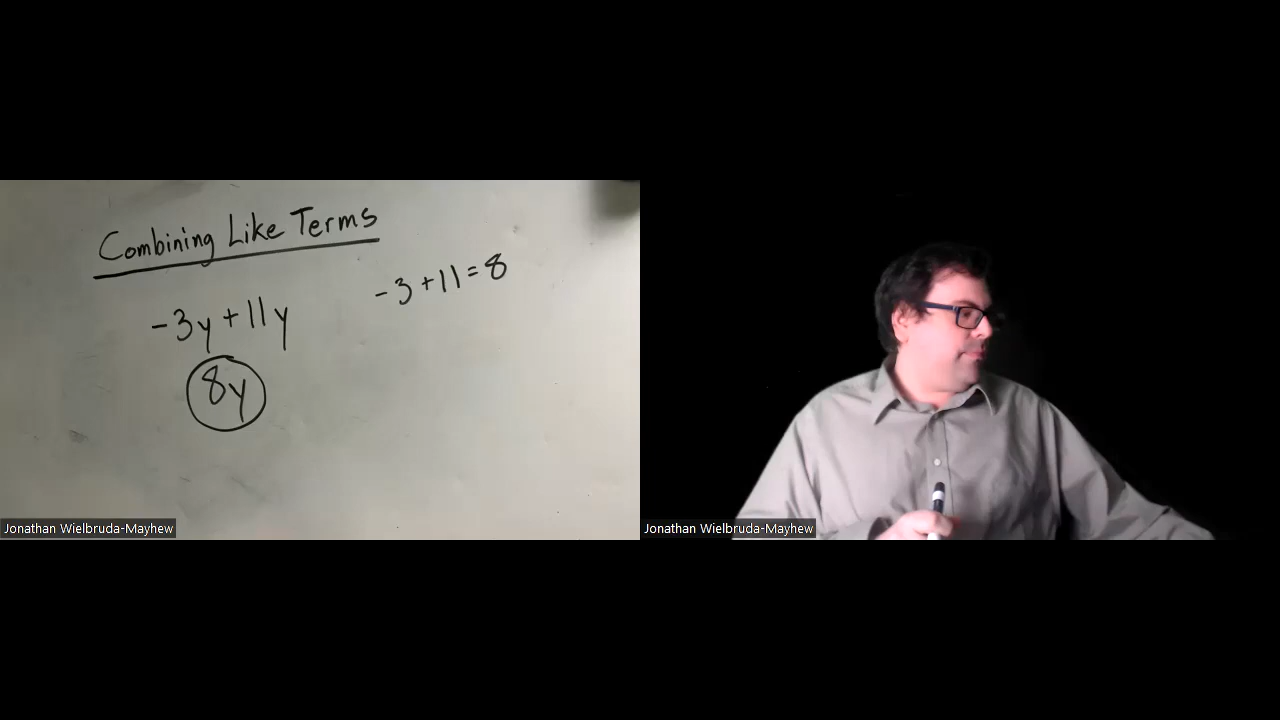 Combining Like Terms
-3y + 11y
-3 + 11 = 8
8y
Jonathan Wielbruda-Mayhew
Jonathan Wielbruda-Mayhew